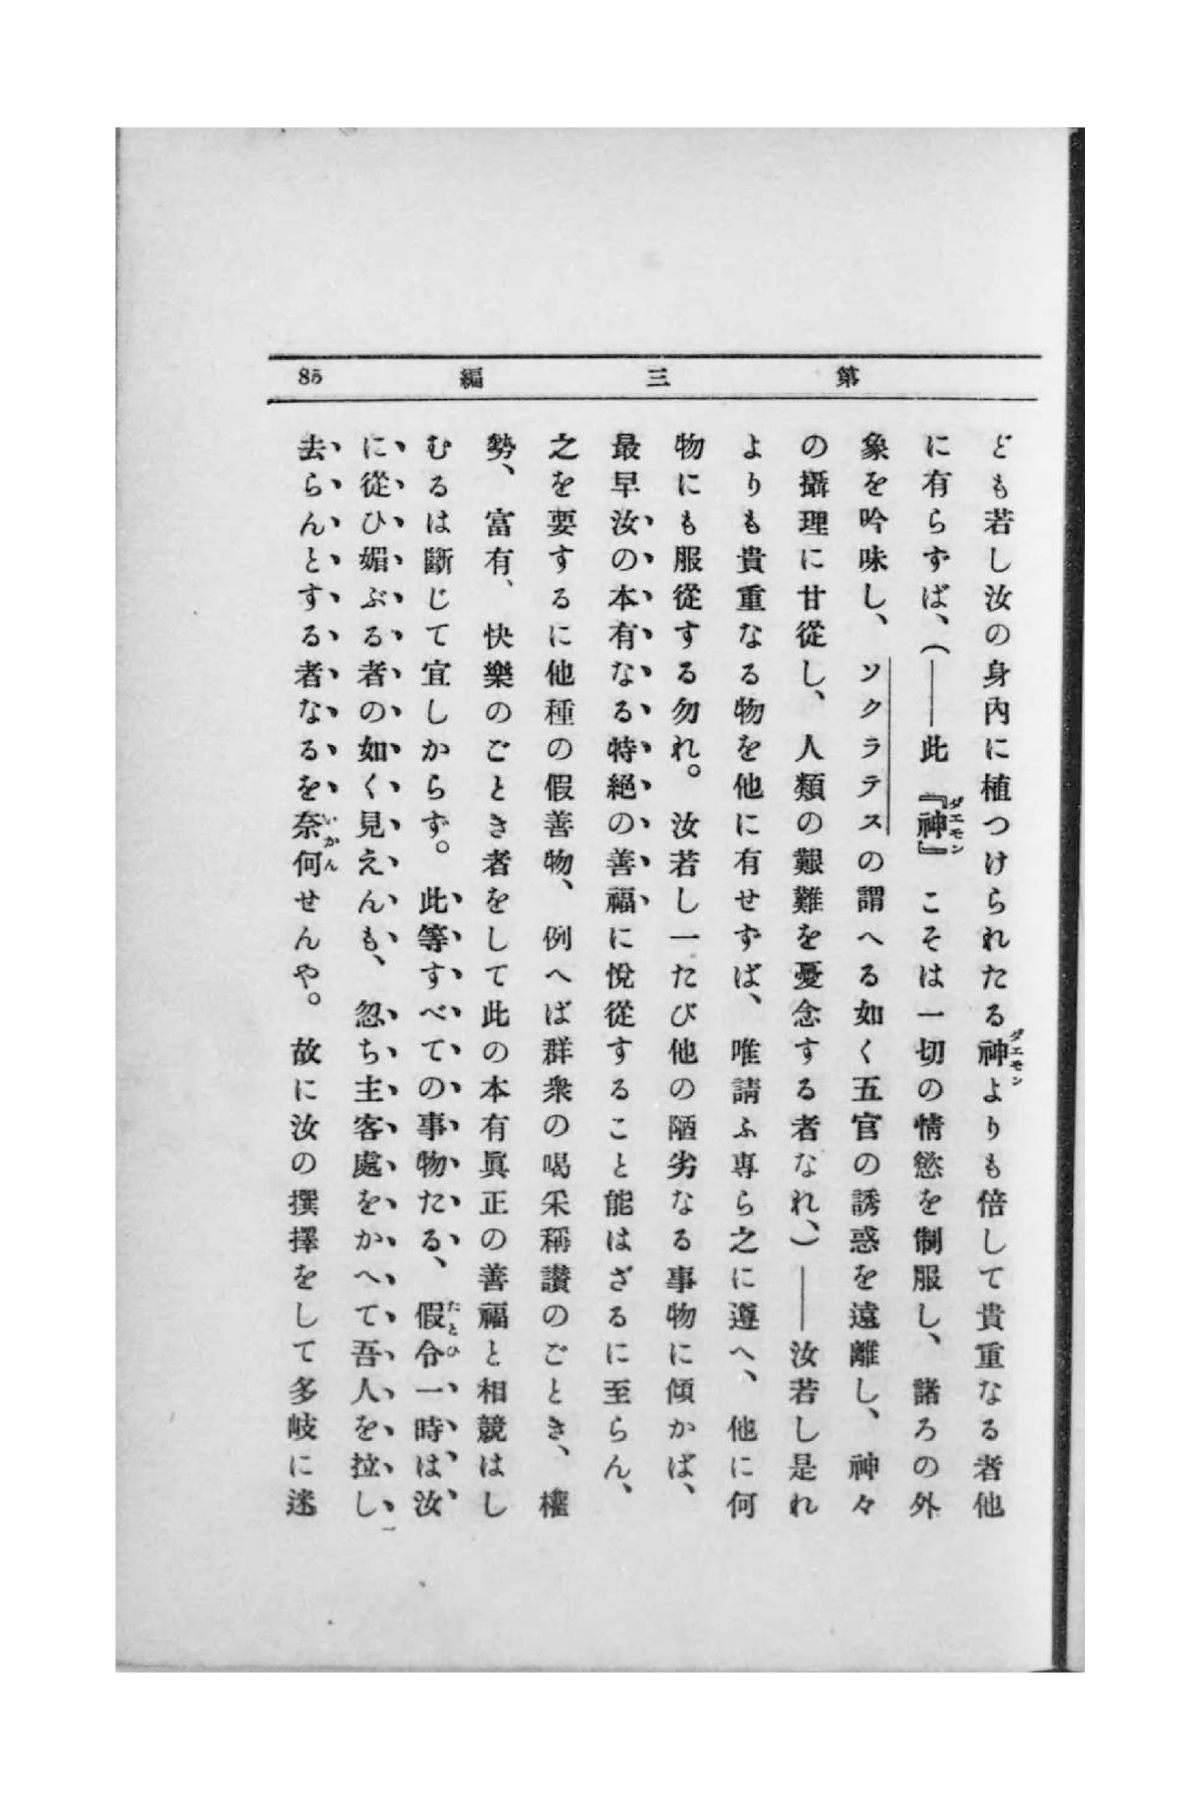 第三編 85
ども若し汝の身內に植つけられたる神よりも倍して貴重なる者他
に有らず­ば、(——此『神』こそは一切の情慾を制服し、諸ろの外
象を吟味し、ソクラテスの謂へる如く五官の誘惑を遠離し、神々
の攝理に甘從し、人類の艱難を憂念する者なれ、)——汝若し是れ
よりも貴重なる物を他に有せずば、唯請ふ專ら之に遵へ、他に何
物にも服從する勿れ。汝若し一たび他の陋劣なる事物に傾かば、
最早汝の本有なる特絕の善福に悅從すること能はざるに至らん、
之を要するに他種の假善物、例へば群衆の喝采稱讃のごとき、權
勢、富有、快樂のごとき者をして此の本有眞正の善福と相競はし
むるは斷じて宜しからず。此等すべての事物たる、假令一時は汝
に從ひ媚ぶる者の如く見えんも、忽ち主客處をかへて吾人を拉し
去らんとする者なるを奈何せんや。故に汝の撰擇をして多岐に迷